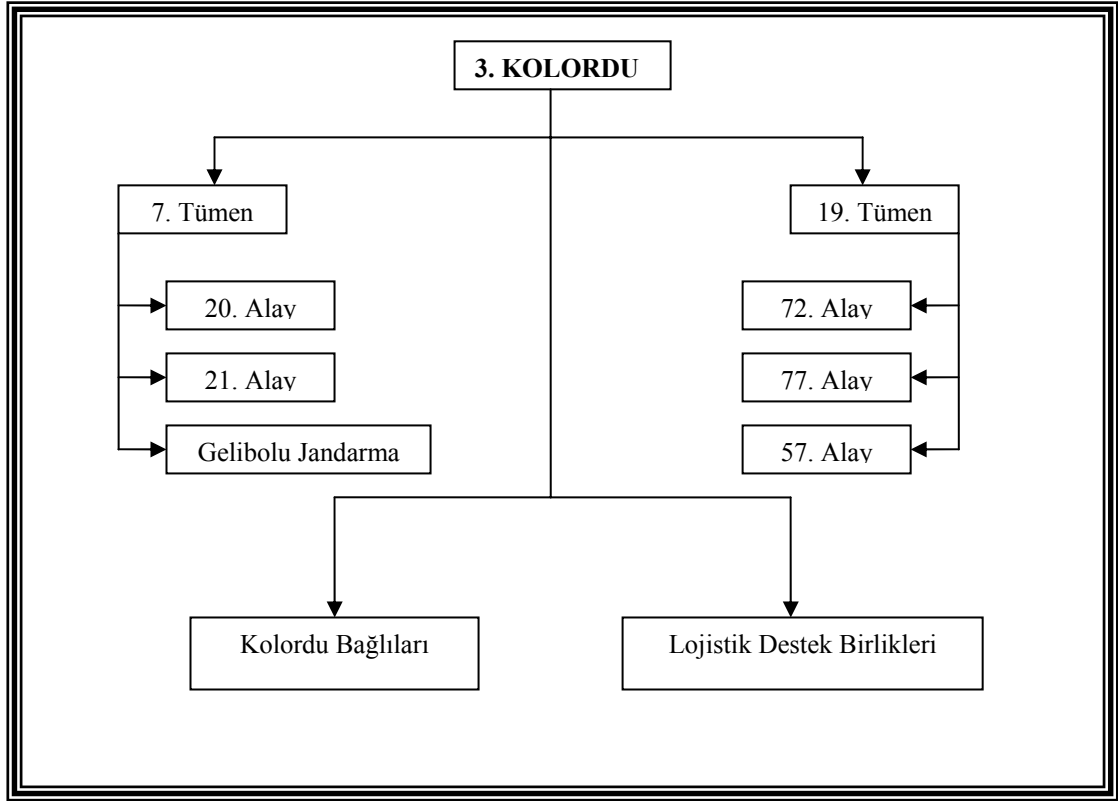 3. KOLORDU
7. Tümen
19. Tümen
20. Alay
72. Alay
21. Alay
77. Alay
Gelibolu Jandarma
57. Alay
Kolordu Bağlıları
Lojistik Destek Birlikleri